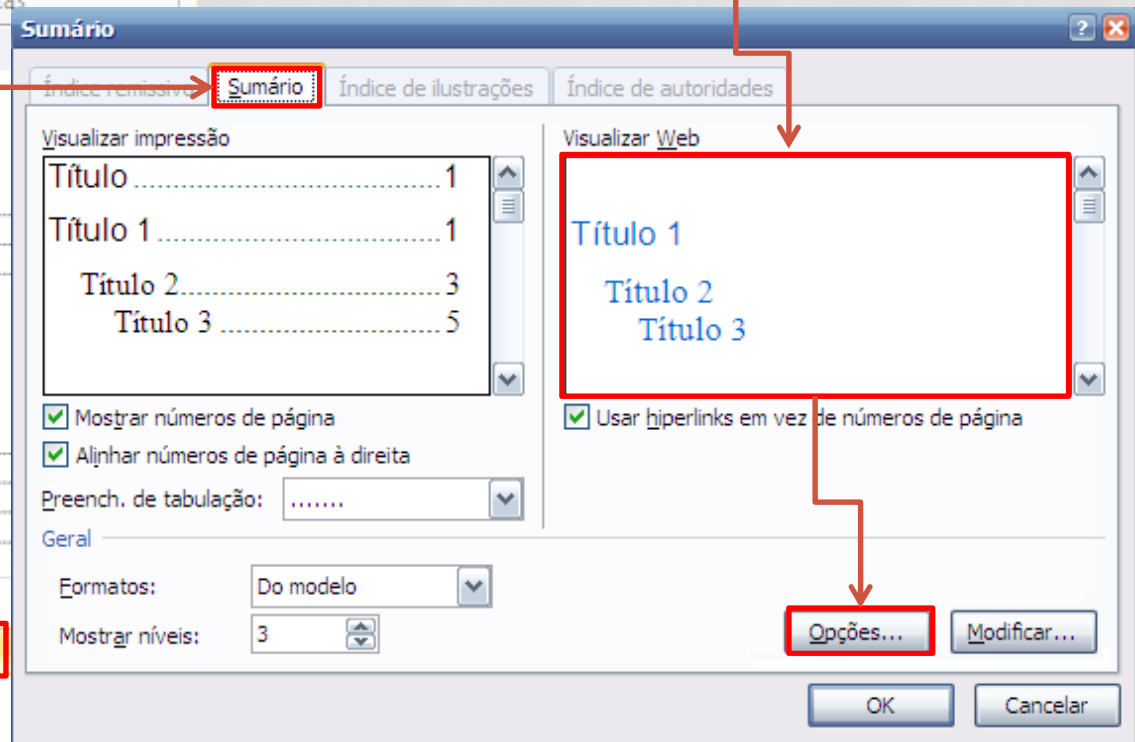 Sumário
Índice remissivo Sumário Índice de ilustrações Índice de autoridades
Visualizar impressão
Título.......................................1
Título 1.....................................1
Título 2.................................3
Título 3..............................5
Mostrar números de página
Alinhar números de página à direita
Preench. de tabulação: .......
Visualizar Web
Título 1
Título 2
Título 3
Usar hiperlinks em vez de números de página
Geral
Formatos: Do modelo
Mostrar níveis: 3
Opções... Modificar...
OK Cancelar